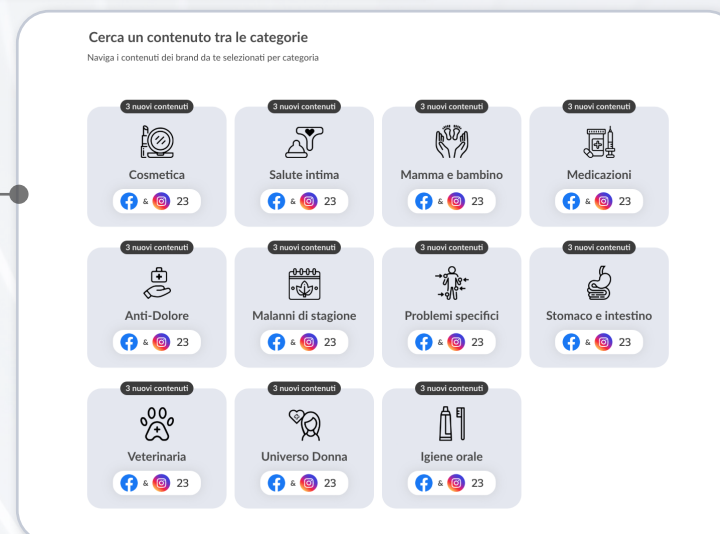 Cerca un contenuto tra le categorie
Naviga i contenuti dei brand da te selezionati per categoria
3 nuovi contenuti
3 nuovi contenuti
3 nuovi contenuti
3 nuovi contenuti
Cosmetica
Salute intima
Mamma e bambino
Medicazioni
& 23
& 23
& 23
& 23
3 nuovi contenuti
3 nuovi contenuti
3 nuovi contenuti
3 nuovi contenuti
Anti-Dolore
Malanni di stagione
Problemi specifici
Stomaco e intestino
& 23
& 23
& 23
& 23
3 nuovi contenuti
3 nuovi contenuti
3 nuovi contenuti
Veterinaria
Universo Donna
Igiene orale
& 23
& 23
& 23